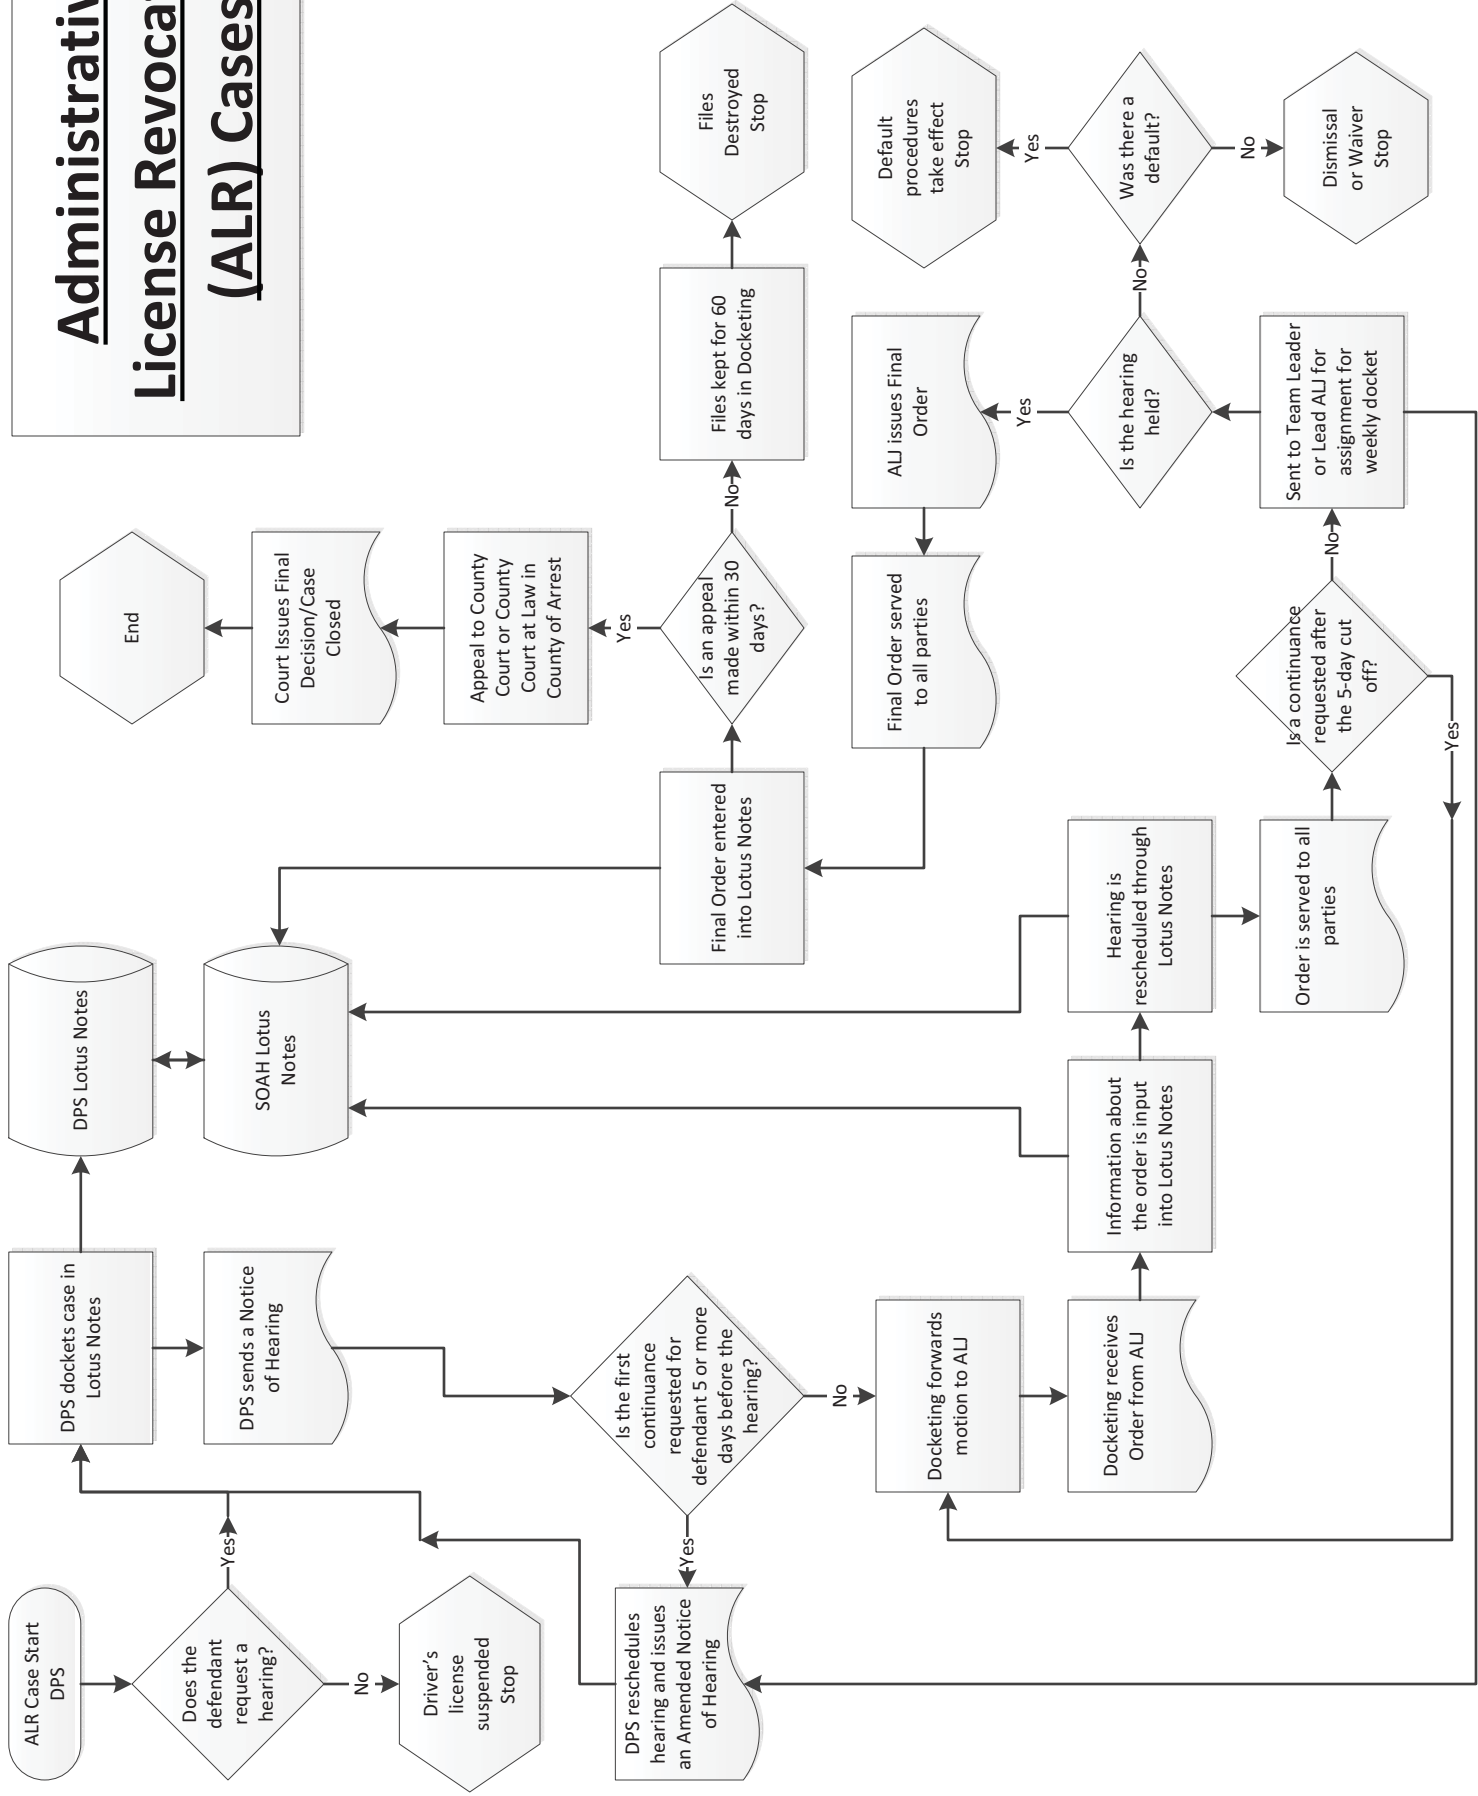 Administrativ
License Revoca
(ALR) Cases
ALR Case Start
DPS
Does the
defendant
request a
hearing?
Yes
No
Driver's
license
suspended
Stop
DPS dockets case in
Lotus Notes
DPS Lotus Notes
SOAH Lotus
Notes
DPS sends a Notice
of Hearing
Is the first
continuance
requested for
defendant 5 or more
days before the
hearing?
Yes
No
DPS reschedules
hearing and issues
an Amended Notice
of Hearing
Docketing forwards
motion to ALJ
Docketing receives
Order from ALJ
Information about
the order is input
into Lotus Notes
Hearing is
rescheduled through
Lotus Notes
Order is served to all
parties
Is a continuance
requested after
the 5-day cut
off?
Yes
No
Sent to Team Leader
or Lead ALJ for
assignment for
weekly docket
Is the hearing
held?
Yes
No
Was there a
default?
Yes
No
Default
procedures
take effect
Stop
Dismissal
or Waiver
Stop
ALJ issues Final
Order
Final Order served
to all parties
Final Order entered
into Lotus Notes
Is an appeal
made within 30
days?
Yes
No
Appeal to County
Court or County
Court at Law in
County of Arrest
Court Issues Final
Decision/Case
Closed
End
Files kept for 60
days in Docketing
Files
Destroyed
Stop